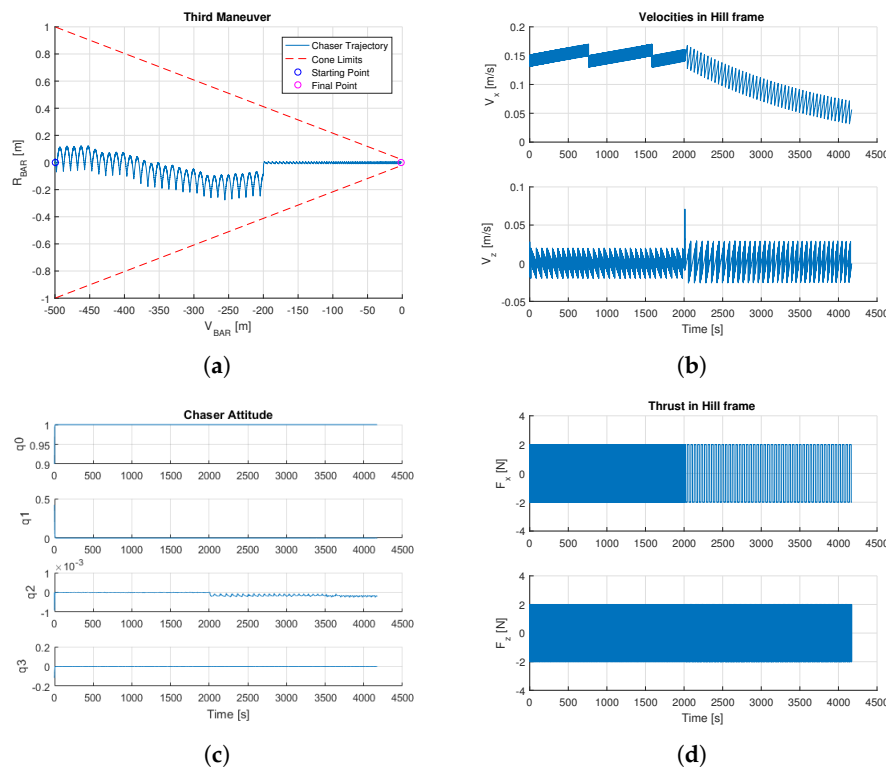 Third Maneuver
Chaser Trajectory
Cone Limits
Starting Point
Final Point
R_BAR [m]
1
0.8
0.6
0.4
0.2
0
-0.2
-0.4
-0.6
-0.8
-1
-500 -450 -400 -350 -300 -250 -200 -150 -100 -50 0
V_BAR [m]
(a)
Velocities in Hill frame
V_x [m/s]
0.2
0.15
0.1
0.05
0
0 500 1000 1500 2000 2500 3000 3500 4000 4500
V_z [m/s]
0.1
0.05
0
-0.05
0 500 1000 1500 2000 2500 3000 3500 4000 4500
Time [s]
(b)
Chaser Attitude
q0
1
0.95
0.9
0 500 1000 1500 2000 2500 3000 3500 4000 4500
q1
0.5
0
0 500 1000 1500 2000 2500 3000 3500 4000 4500
× 10^-3
q2
1
0
-1
0 500 1000 1500 2000 2500 3000 3500 4000 4500
q3
0.2
0
-0.2
0 500 1000 1500 2000 2500 3000 3500 4000 4500
Time [s]
(c)
Thrust in Hill frame
F_x [N]
4
2
0
-2
-4
0 500 1000 1500 2000 2500 3000 3500 4000 4500
F_z [N]
4
2
0
-2
-4
0 500 1000 1500 2000 2500 3000 3500 4000 4500
Time [s]
(d)